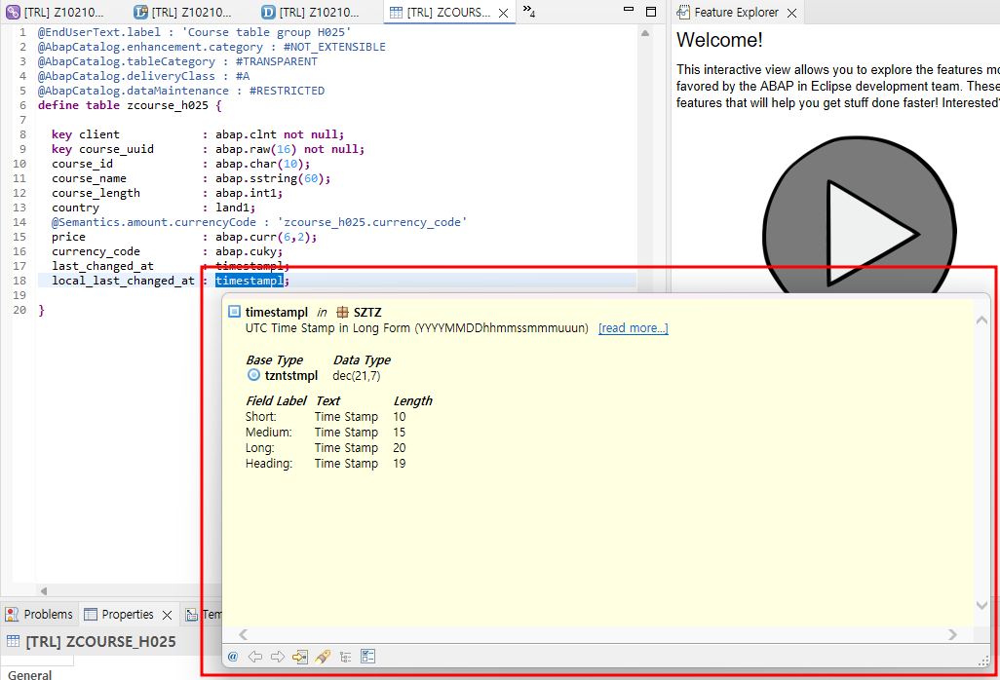 [TRL] Z10210... [TRL] Z10210... [TRL] Z10210... [TRL] ZCOURS... »4
Feature Explorer
1 @EndUserText.label : 'Course table group H025'
2 @AbapCatalog.enhancement.category : #NOT_EXTENSIBLE
3 @AbapCatalog.tableCategory : #TRANSPARENT
4 @AbapCatalog.deliveryClass : #A
5 @AbapCatalog.dataMaintenance : #RESTRICTED
6 define table zcourse_h025 {
7
8 key client : abap.clnt not null;
9 key course_uuid : abap.raw(16) not null;
10 course_id : abap.char(10);
11 course_name : abap.sstring(60);
12 course_length : abap.int1;
13 country : land1;
14 @Semantics.amount.currencyCode : 'zcourse_h025.currency_code'
15 price : abap.curr(6,2);
16 currency_code : abap.cuky;
17 last_changed_at : timestampl;
18 local_last_changed_at : timestampl;
19
20 }
Welcome!
This interactive view allows you to explore the features mo
favored by the ABAP in Eclipse development team. These
features that will help you get stuff done faster! Interested?
timestampl in SZTZ
UTC Time Stamp in Long Form (YYYYMMDDhhmmssmmmuuun) [read more...]
Base Type Data Type
tzntstmpl dec(21,7)
Field Label Text Length
Short: Time Stamp 10
Medium: Time Stamp 15
Long: Time Stamp 20
Heading: Time Stamp 19
@
Problems Properties Tem
[TRL] ZCOURSE_H025
General